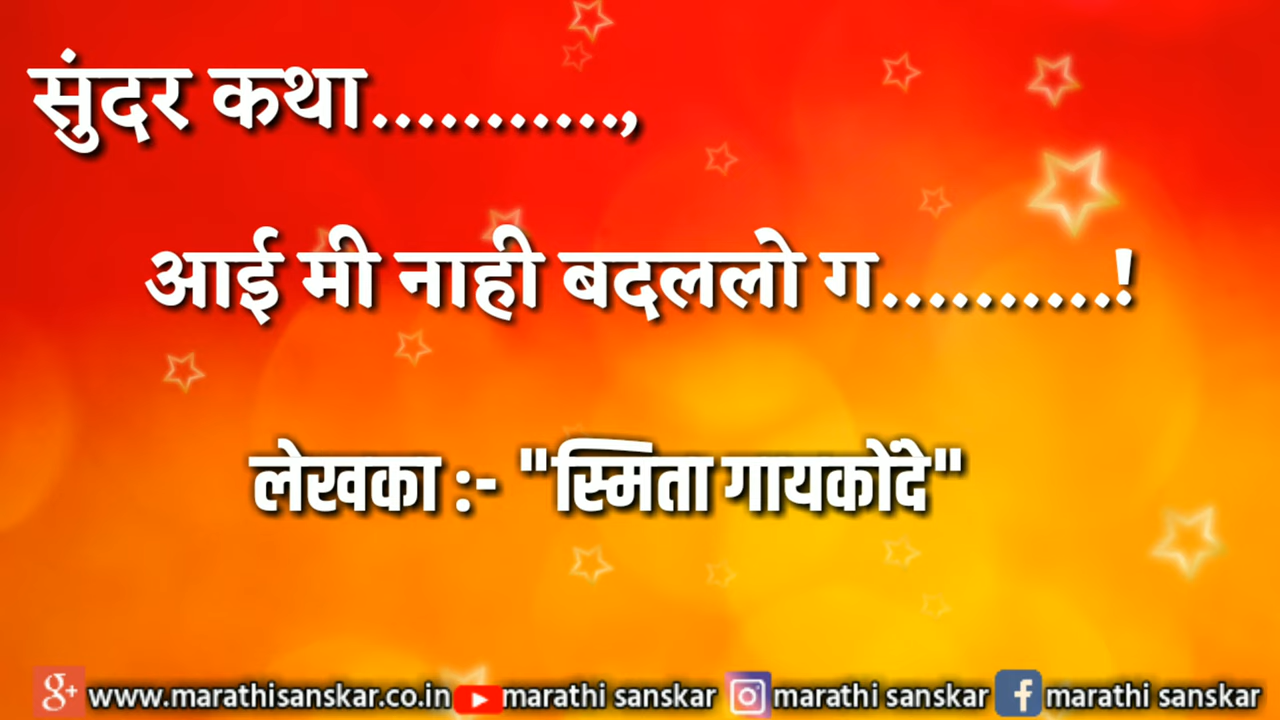 सुंदर कथा...........,
आई मी नाही बदललो ग..........!
लेखका :- "स्मिता गायकोंदे"
g+ www.marathisanskar.co.in marathi sanskar marathi sanskar f marathi sanskar